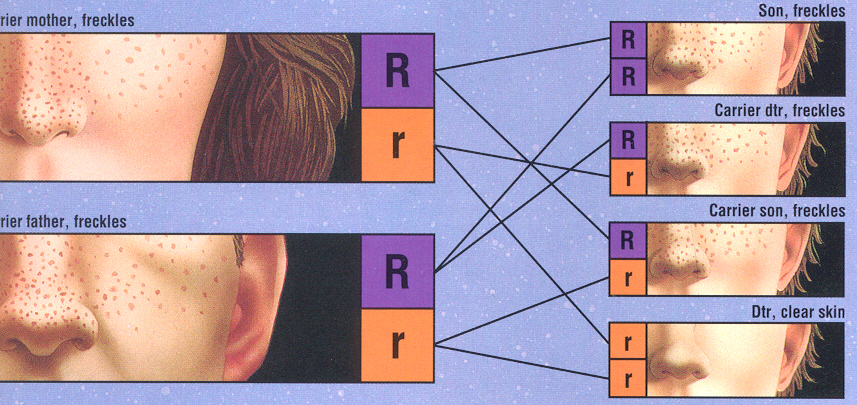 rier mother, freckles
R
r
rier father, freckles
R
r
Son, freckles
R
R
Carrier dtr, freckles
R
r
Carrier son, freckles
R
r
Dtr, clear skin
r
r